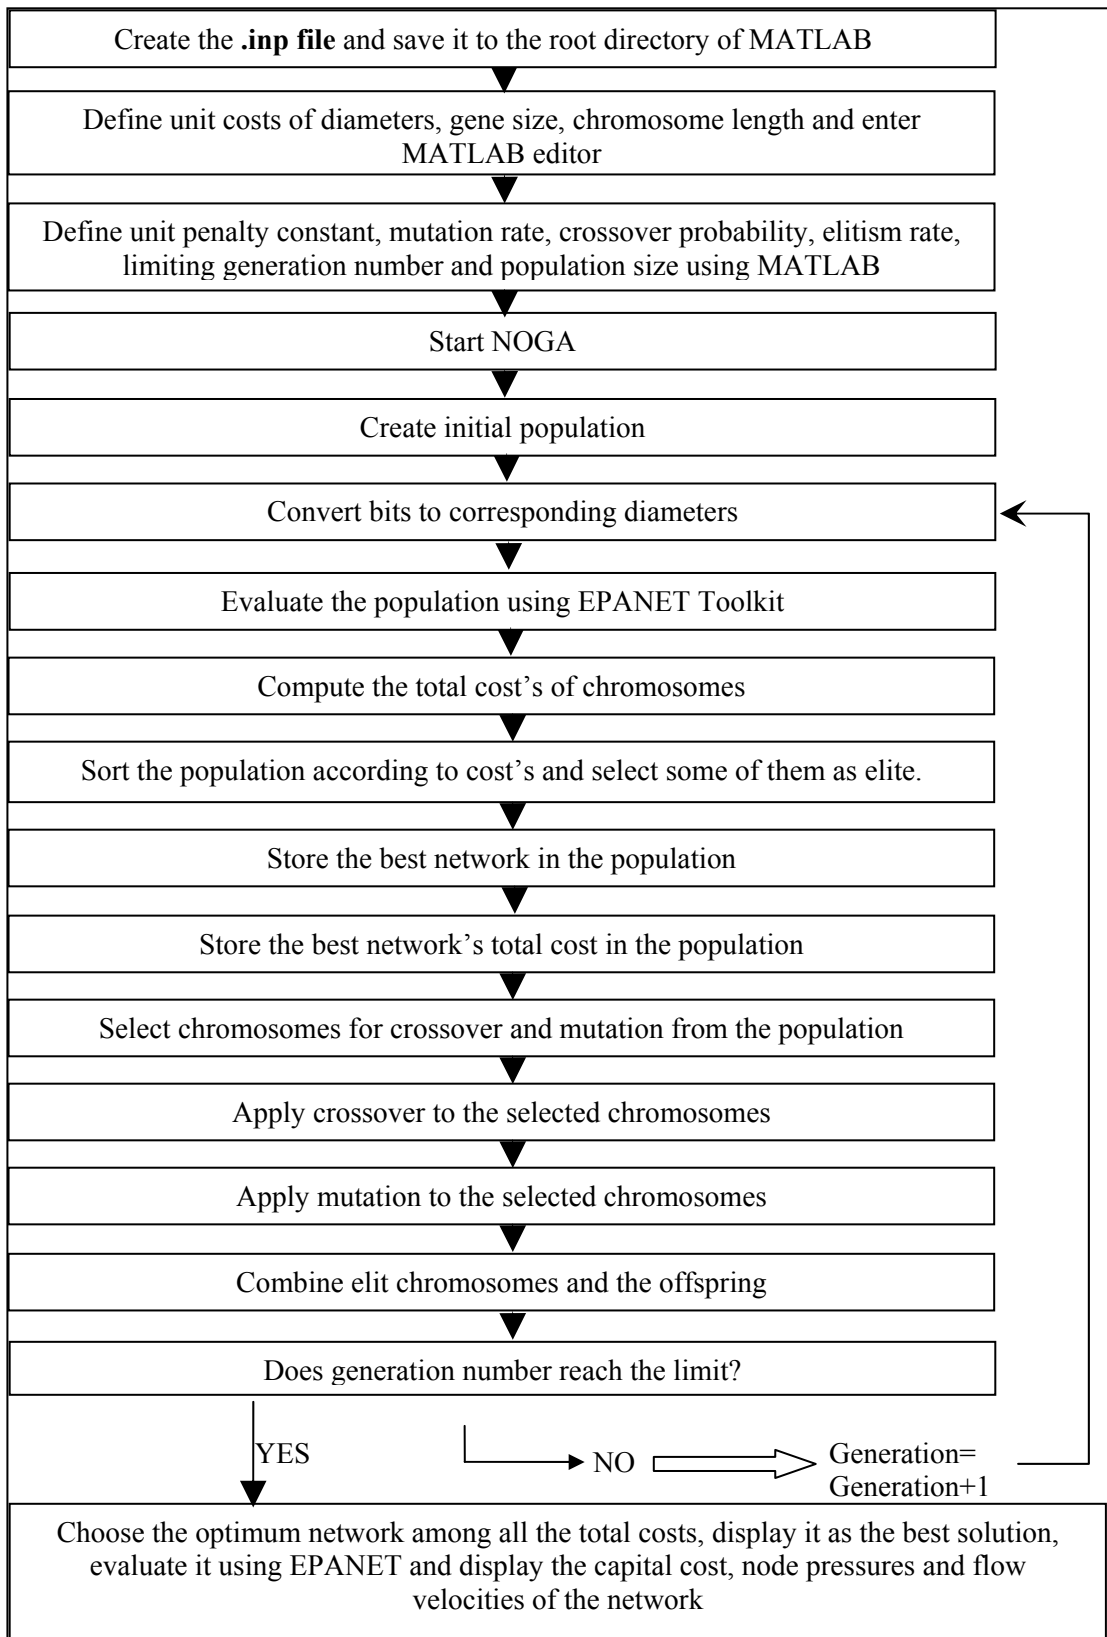 Create the .inp file and save it to the root directory of MATLAB
Define unit costs of diameters, gene size, chromosome length and enter
MATLAB editor
Define unit penalty constant, mutation rate, crossover probability, elitism rate,
limiting generation number and population size using MATLAB
Start NOGA
Create initial population
Convert bits to corresponding diameters
Evaluate the population using EPANET Toolkit
Compute the total cost’s of chromosomes
Sort the population according to cost’s and select some of them as elite.
Store the best network in the population
Store the best network’s total cost in the population
Select chromosomes for crossover and mutation from the population
Apply crossover to the selected chromosomes
Apply mutation to the selected chromosomes
Combine elit chromosomes and the offspring
Does generation number reach the limit?
YES
NO
Generation=
Generation+1
Choose the optimum network among all the total costs, display it as the best solution,
evaluate it using EPANET and display the capital cost, node pressures and flow
velocities of the network